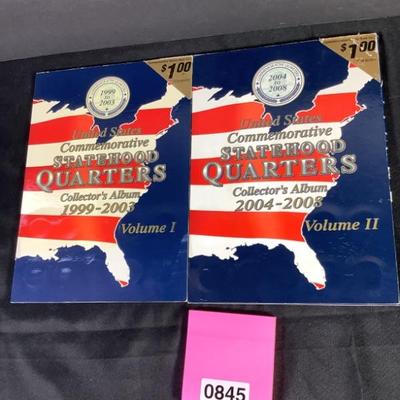 $1.00
1999
TO
2003
United States
Commemorative
STATEHOOD
QUARTERS
Collector's Album
1999-2003
Volume I
$1.00
2004
TO
2008
United States
Commemorative
STATEHOOD
QUARTERS
Collector's Album
2004-2008
Volume II
0845